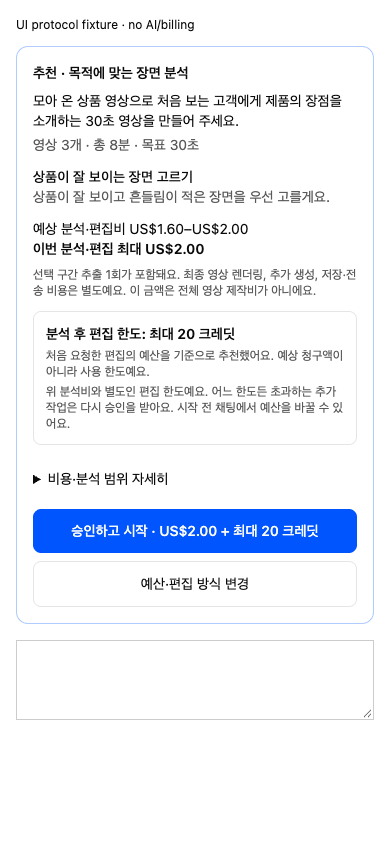 UI protocol fixture · no AI/billing
추천 · 목적에 맞는 장면 분석
모아 온 상품 영상으로 처음 보는 고객에게 제품의 장점을
소개하는 30초 영상을 만들어 주세요.
영상 3개 · 총 8분 · 목표 30초
상품이 잘 보이는 장면 고르기
상품이 잘 보이고 흔들림이 적은 장면을 우선 고를게요.
예상 분석·편집비 US$1.60–US$2.00
이번 분석·편집 최대 US$2.00
선택 구간 추출 1회가 포함돼요. 최종 영상 렌더링, 추가 생성, 저장·전
송 비용은 별도예요. 이 금액은 전체 영상 제작비가 아니에요.
분석 후 편집 한도: 최대 20 크레딧
처음 요청한 편집의 예산을 기준으로 추천했어요. 예상 청구액이
아니라 사용 한도예요.
위 분석비와 별도인 편집 한도예요. 어느 한도든 초과하는 추가
작업은 다시 승인을 받아요. 시작 전 채팅에서 예산을 바꿀 수 있
어요.
▶ 비용·분석 범위 자세히
승인하고 시작 · US$2.00 + 최대 20 크레딧
예산·편집 방식 변경